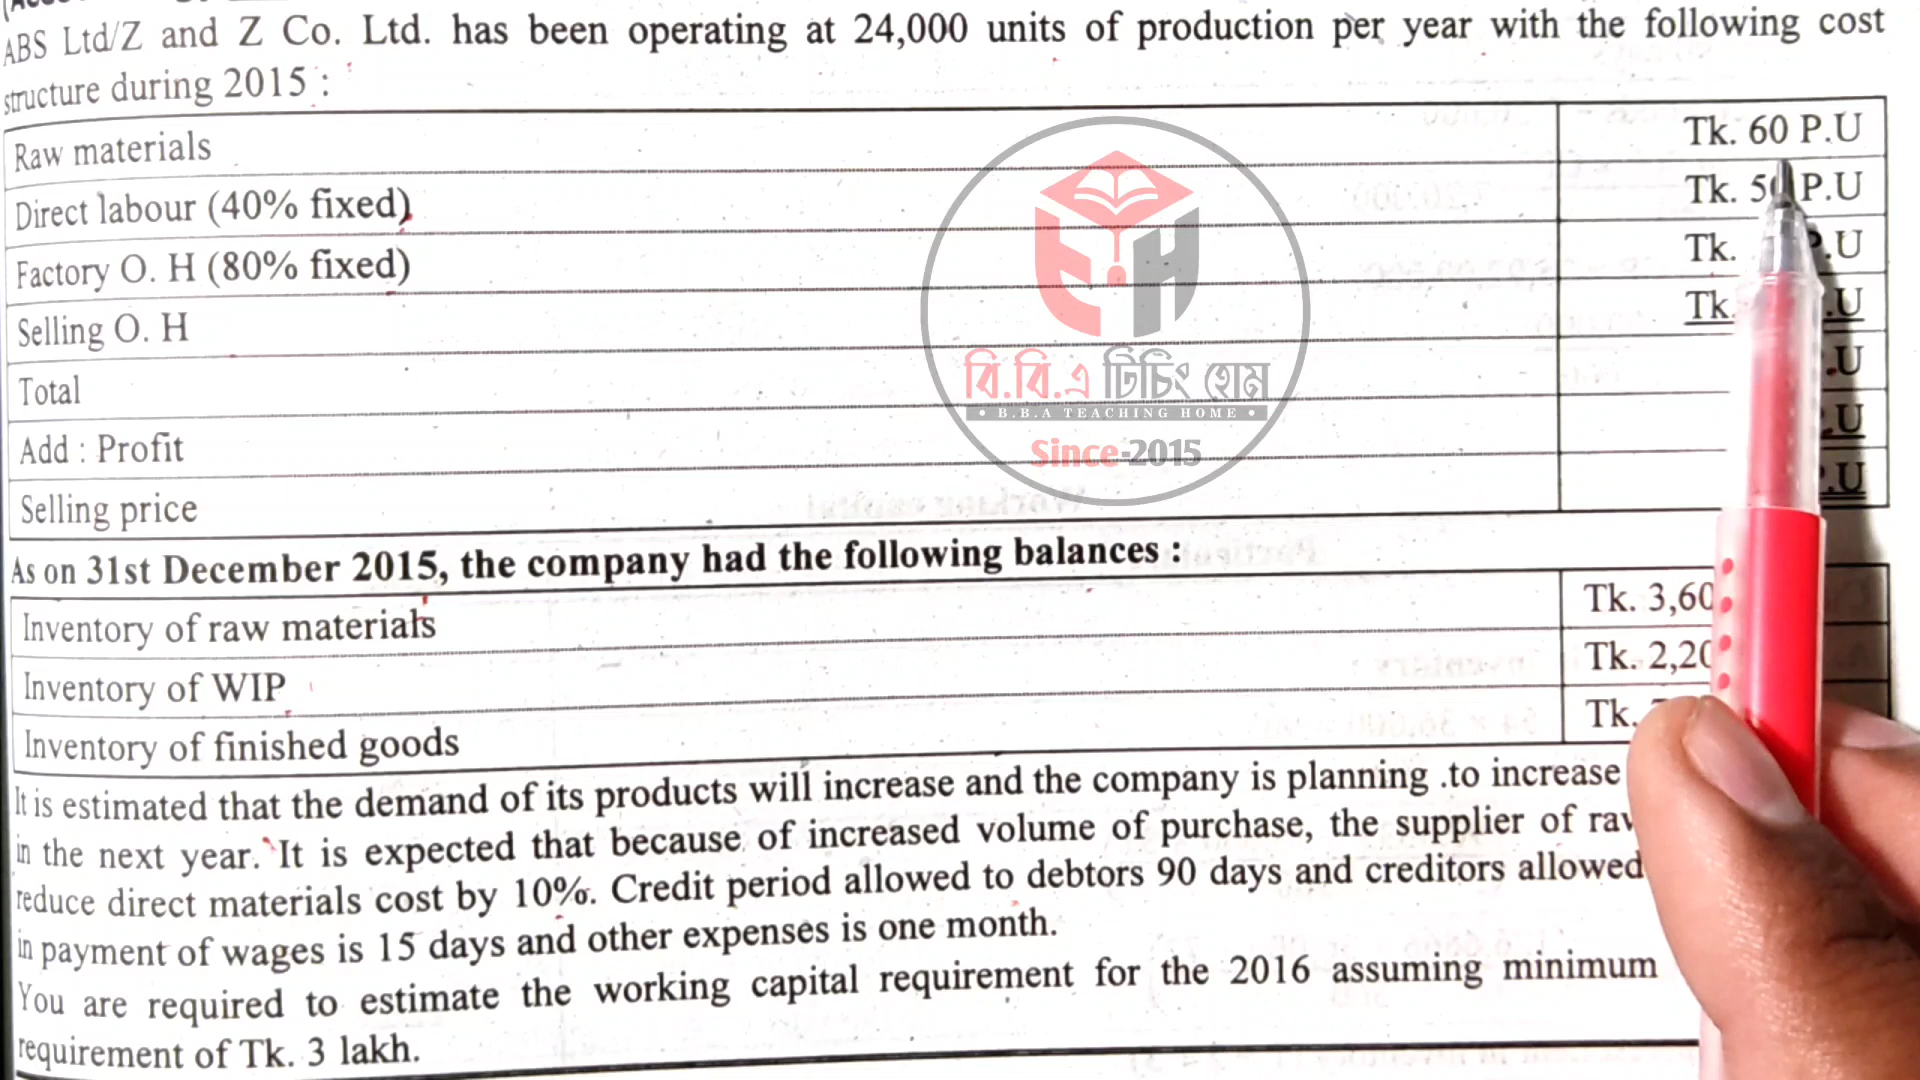 ABS Ltd/Z and Z Co. Ltd. has been operating at 24,000 units of production per year with the following cost
structure during 2015 :
Raw materials Tk. 60 P.U
Direct labour (40% fixed) Tk. P.U
Factory O. H (80% fixed) Tk. P.U
Selling O. H Tk. .U
Total .U
Add : Profit .U
Selling price P.U
বি.বি.এ টিচিং হোম
• B.B.A TEACHING HOME •
Since-2015
As on 31st December 2015, the company had the following balances :
Inventory of raw materials Tk. 3,60
Inventory of WIP Tk. 2,20
Inventory of finished goods Tk.
It is estimated that the demand of its products will increase and the company is planning .to increase
in the next year. It is expected that because of increased volume of purchase, the supplier of
reduce direct materials cost by 10%. Credit period allowed to debtors 90 days and creditors allowed
in payment of wages is 15 days and other expenses is one month.
You are required to estimate the working capital requirement for the 2016 assuming minimum
requirement of Tk. 3 lakh.